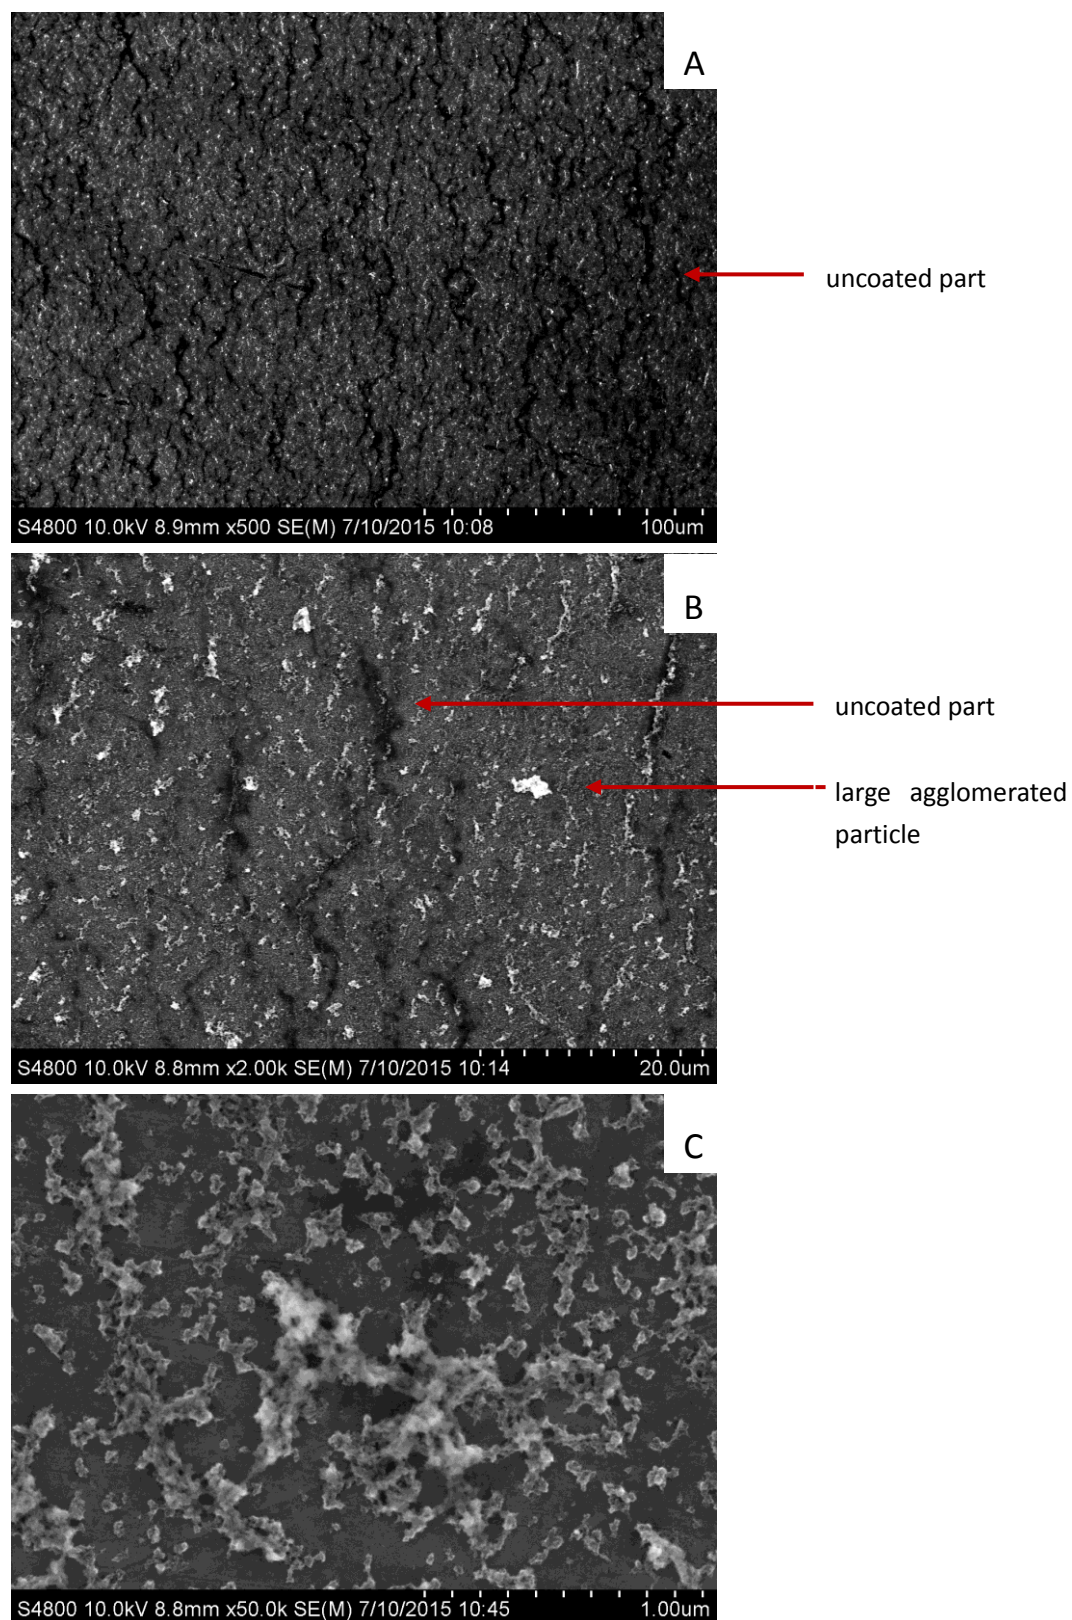 A
uncoated part
S4800 10.0kV 8.9mm x500 SE(M) 7/10/2015 10:08 100um
B
uncoated part
large agglomerated
particle
S4800 10.0kV 8.8mm x2.00k SE(M) 7/10/2015 10:14 20.0um
C
S4800 10.0kV 8.8mm x50.0k SE(M) 7/10/2015 10:45 1.00um